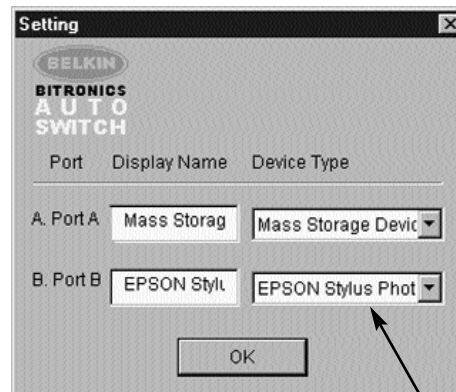 Setting
BELKIN
BITRONICS
AUTO
SWITCH
Port Display Name Device Type
A. Port A Mass Storag Mass Storage Devic
B. Port B EPSON Stylu EPSON Stylus Phot
OK